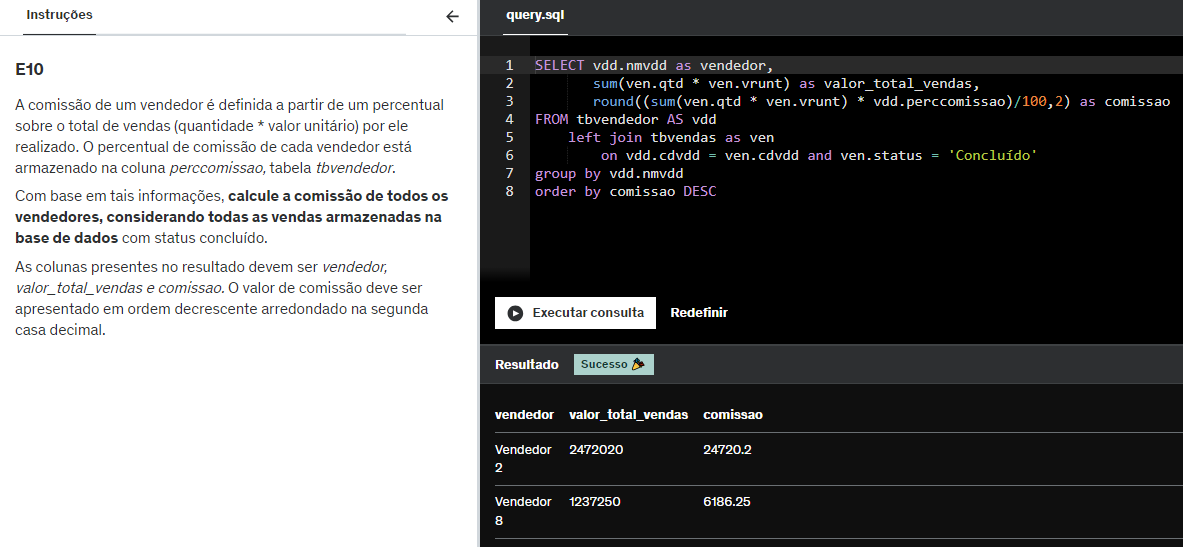 Instruções
E10
A comissão de um vendedor é definida a partir de um percentual
sobre o total de vendas (quantidade * valor unitário) por ele
realizado. O percentual de comissão de cada vendedor está
armazenado na coluna perccomissao, tabela tbvendedor.
Com base em tais informações, calcule a comissão de todos os
vendedores, considerando todas as vendas armazenadas na
base de dados com status concluído.
As colunas presentes no resultado devem ser vendedor,
valor_total_vendas e comissao. O valor de comissão deve ser
apresentado em ordem decrescente arredondado na segunda
casa decimal.
query.sql
1 SELECT vdd.nmvdd as vendedor,
2 sum(ven.qtd * ven.vrunt) as valor_total_vendas,
3 round((sum(ven.qtd * ven.vrunt) * vdd.perccomissao)/100,2) as comissao
4 FROM tbvendedor AS vdd
5 left join tbvendas as ven
6 on vdd.cdvdd = ven.cdvdd and ven.status = 'Concluído'
7 group by vdd.nmvdd
8 order by comissao DESC
Executar consulta Redefinir
Resultado Sucesso
vendedor valor_total_vendas comissao
Vendedor 2472020 24720.2
2
Vendedor 1237250 6186.25
8